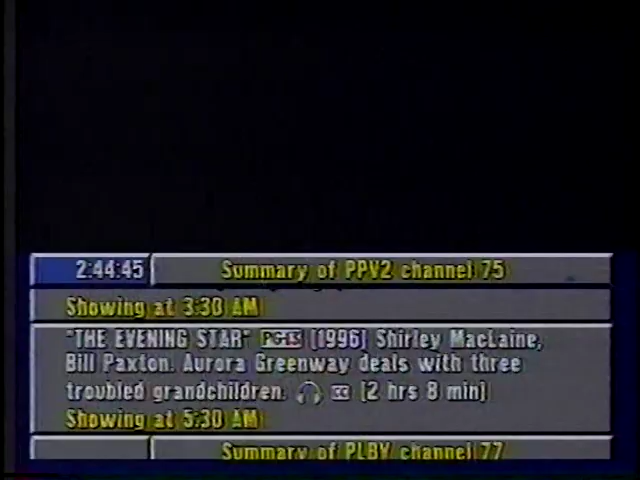 2:44:45
Summary of PPV2 channel 75
Showing at 3:30 AM
"THE EVENING STAR" PG-13 (1996) Shirley MacLaine,
Bill Paxton. Aurora Greenway deals with three
troubled grandchildren. CC (2 hrs 8 min)
Showing at 5:30 AM
Summary of PLBY channel 77